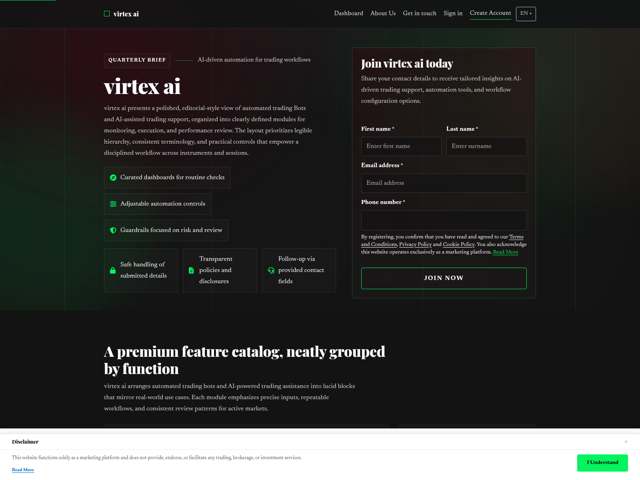 virtex ai
Dashboard
About Us
Get in touch
Sign in
Create Account
EN
QUARTERLY BRIEF
AI-driven automation for trading workflows
virtex ai
virtex ai presents a polished, editorial-style view of automated trading Bots
and AI-assisted trading support, organized into clearly defined modules for
monitoring, execution, and performance review. The layout prioritizes legible
hierarchy, consistent terminology, and practical controls that empower a
disciplined workflow across instruments and sessions.
Curated dashboards for routine checks
Adjustable automation controls
Guardrails focused on risk and review
Safe handling of
submitted details
Transparent
policies and
disclosures
Follow-up via
provided contact
fields
Join virtex ai today
Share your contact details to receive tailored insights on AI-
driven trading support, automation tools, and workflow
configuration options.
First name *
Last name *
Enter first name
Enter surname
Email address *
Email address
Phone number *
By registering, you confirm that you have read and agreed to our Terms
and Conditions, Privacy Policy and Cookie Policy. You also acknowledge
this website operates exclusively as a marketing platform. Read More
JOIN NOW
A premium feature catalog, neatly grouped
by function
virtex ai arranges automated trading bots and AI-powered trading assistance into lucid blocks
that mirror real-world use cases. Each module emphasizes precise inputs, repeatable
workflows, and consistent review patterns for active markets.
Disclaimer
×
This website functions solely as a marketing platform and does not provide, endorse, or facilitate any trading, brokerage, or investment services.
Read More
I Understand